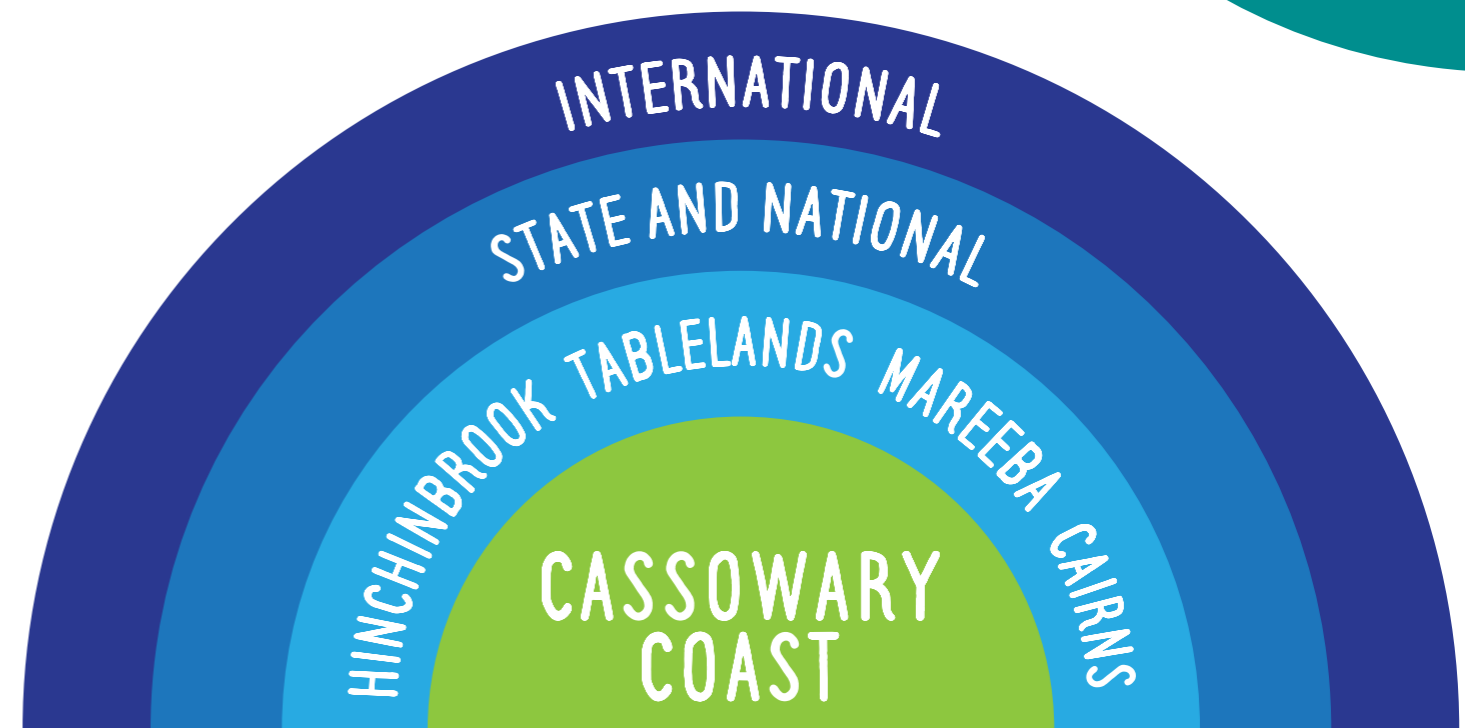 INTERNATIONAL
STATE AND NATIONAL
HINCHINBROOK TABLELANDS MAREEBA CAIRNS
CASSOWARY
COAST